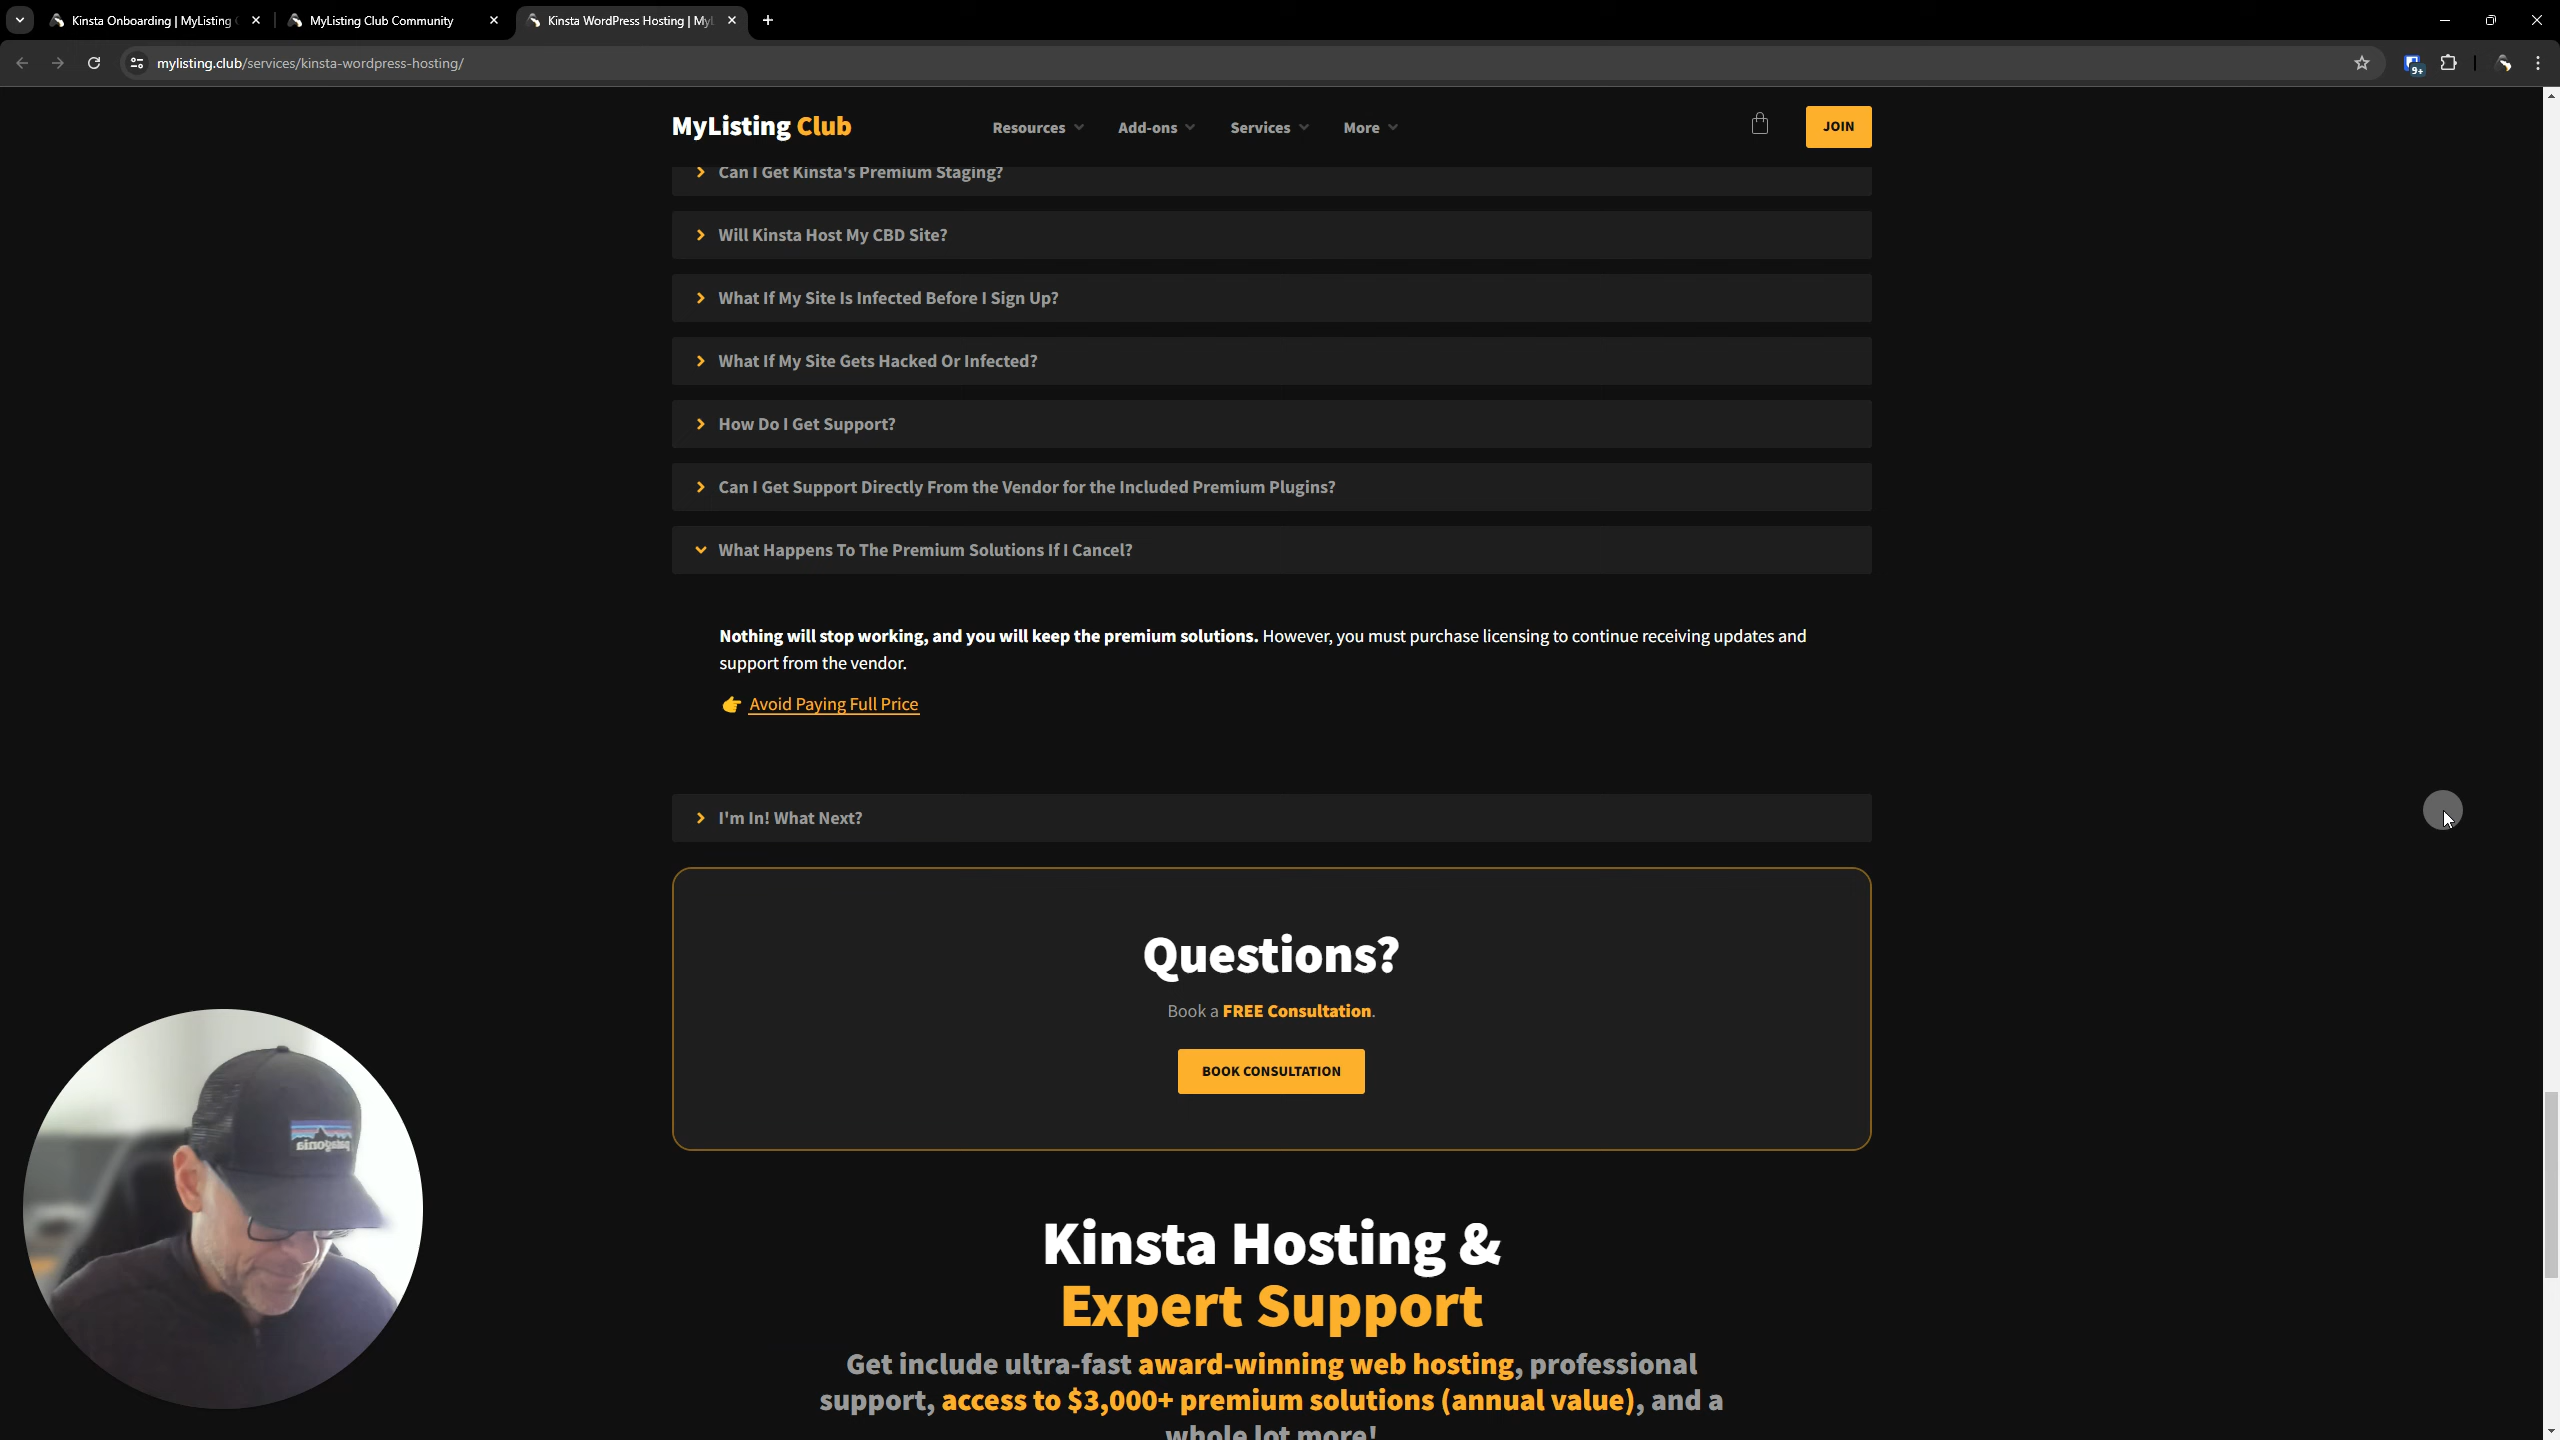 Kinsta Onboarding | MyListing
MyListing Club Community
Kinsta WordPress Hosting | MyL
mylisting.club/services/kinsta-wordpress-hosting/
9+
MyListing Club
Resources
Add-ons
Services
More
JOIN
Can I Get Kinsta's Premium Staging?
Will Kinsta Host My CBD Site?
What If My Site Is Infected Before I Sign Up?
What If My Site Gets Hacked Or Infected?
How Do I Get Support?
Can I Get Support Directly From the Vendor for the Included Premium Plugins?
What Happens To The Premium Solutions If I Cancel?
Nothing will stop working, and you will keep the premium solutions. However, you must purchase licensing to continue receiving updates and
support from the vendor.
👉 Avoid Paying Full Price
I'm In! What Next?
Questions?
Book a FREE Consultation.
BOOK CONSULTATION
patagonia
Kinsta Hosting &
Expert Support
Get include ultra-fast award-winning web hosting, professional
support, access to $3,000+ premium solutions (annual value), and a
whole lot more!